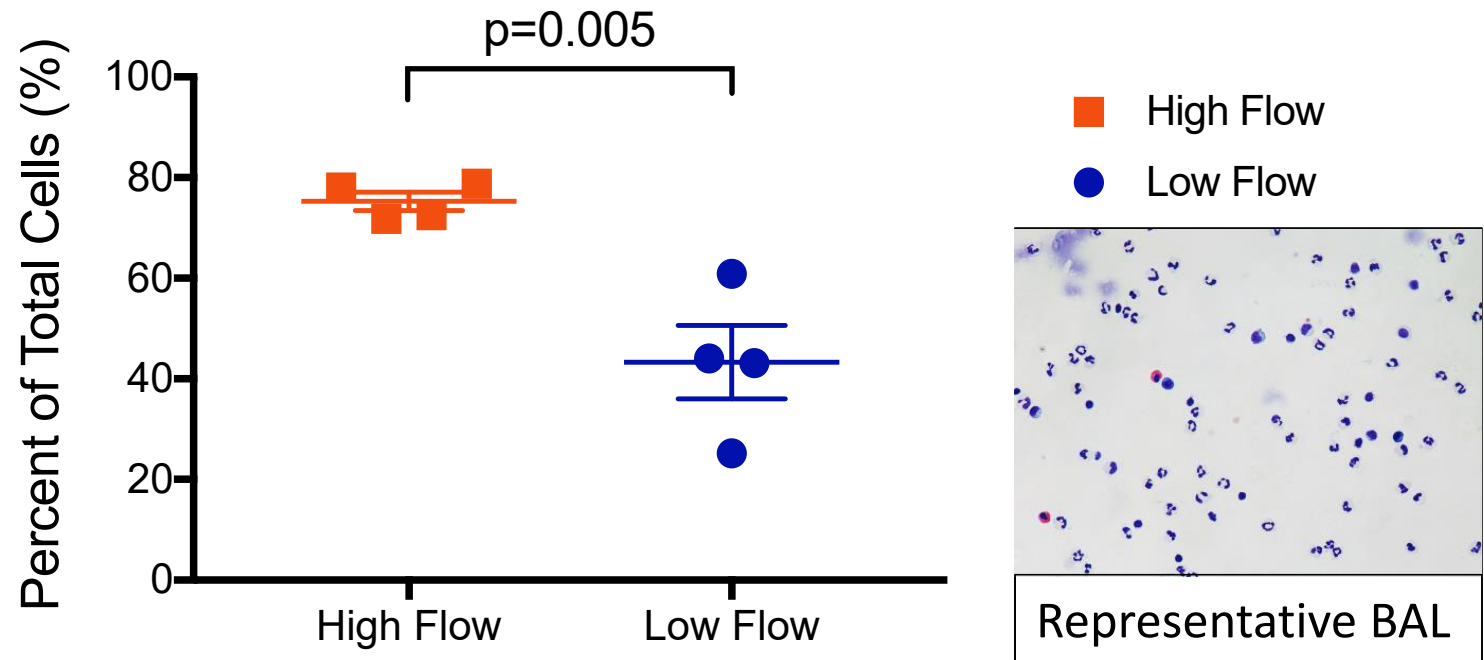 p=0.005
Percent of Total Cells (%)
100
80
60
40
20
0
High Flow
Low Flow
High Flow
Low Flow
Representative BAL